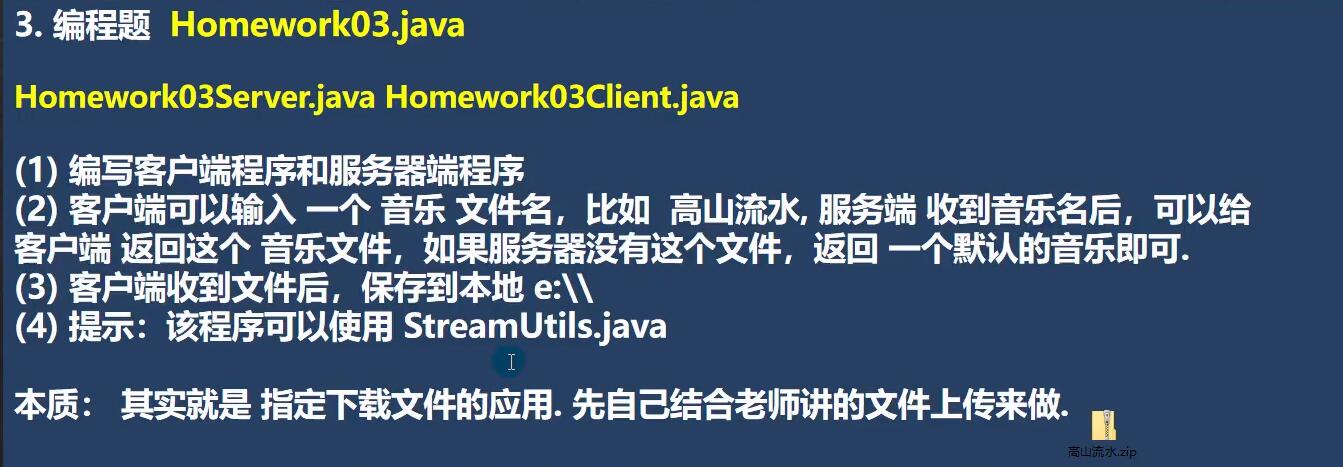 3. 编程题 Homework03.java
Homework03Server.java Homework03Client.java
(1) 编写客户端程序和服务器端程序
(2) 客户端可以输入 一个 音乐 文件名，比如 高山流水, 服务端 收到音乐名后，可以给
客户端 返回这个 音乐文件，如果服务器没有这个文件，返回 一个默认的音乐即可.
(3) 客户端收到文件后，保存到本地 e:\\
(4) 提示：该程序可以使用 StreamUtils.java
本质： 其实就是 指定下载文件的应用. 先自己结合老师讲的文件上传来做.
高山流水.zip